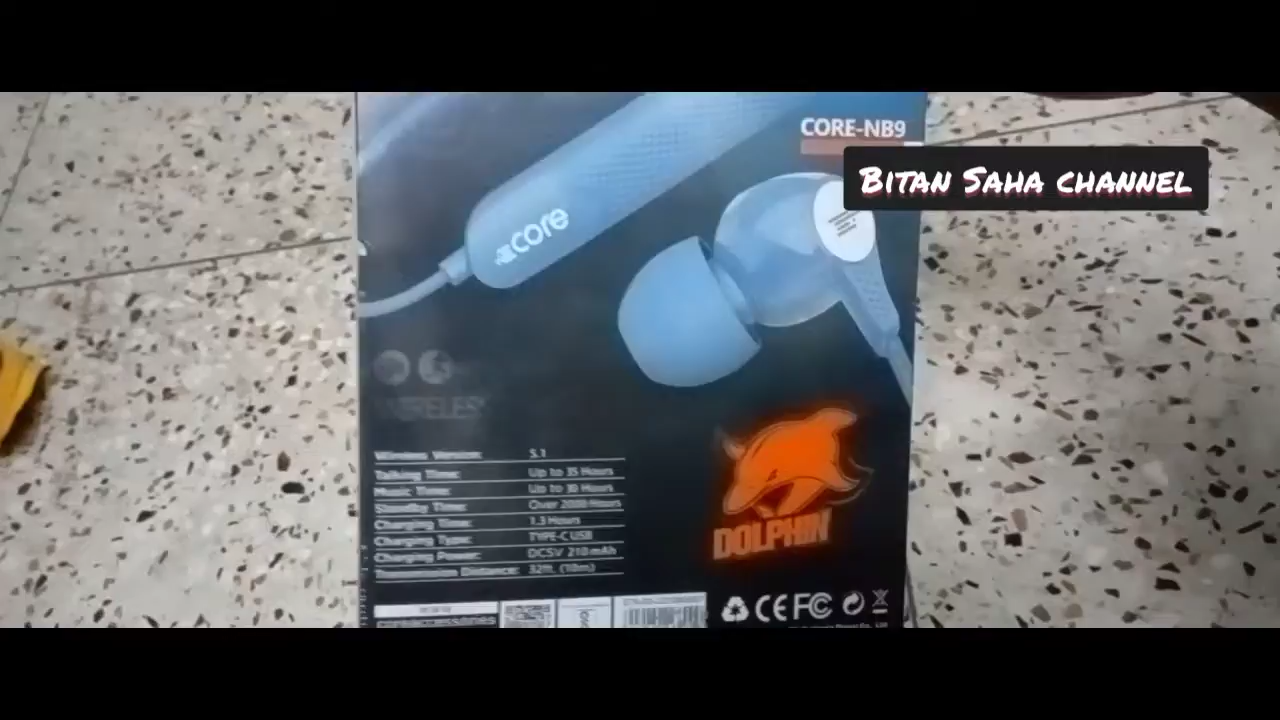 CORE-NB9
BITAN SAHA CHANNEL
core
WIRELESS
Wireless Version: 5.1
Talking Time: Up to 35 Hours
Music Time: Up to 30 Hours
Standby Time: Over 2000 Hours
Charging Time: 1.3 Hours
Charging Type: TYPE-C USB
Charging Power: DC5V 210mAh
Transmission Distance: 32ft. (10m)
DOLPHIN
CE FC